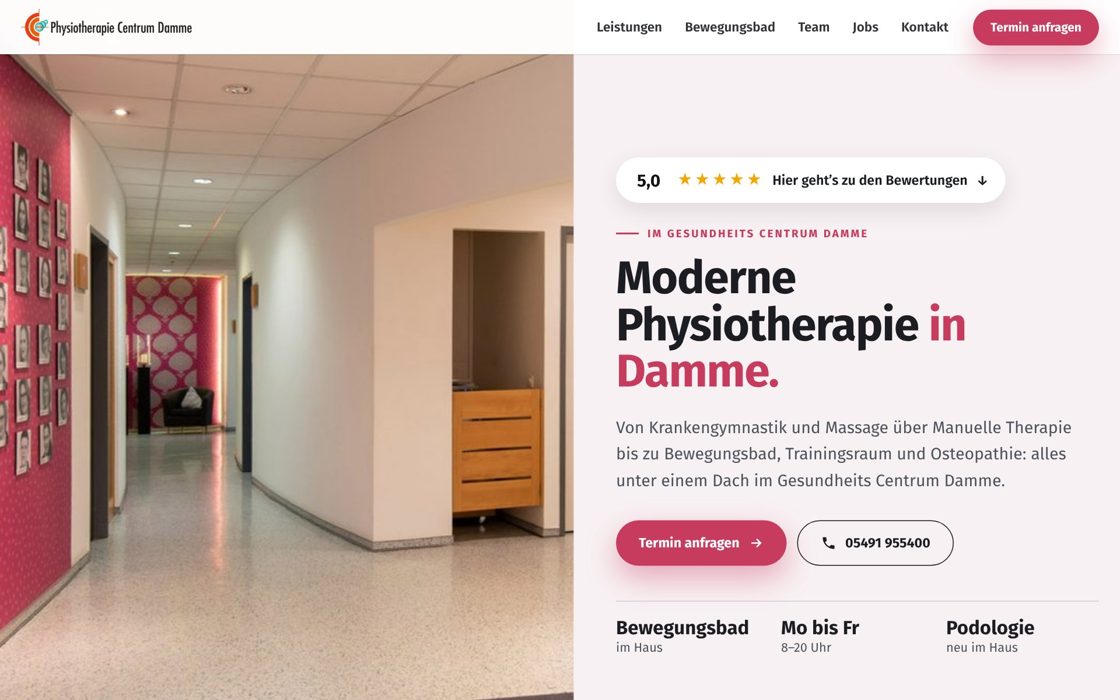 Physiotherapie Centrum Damme
Leistungen Bewegungsbad Team Jobs Kontakt Termin anfragen
5,0 ★★★★★ Hier geht’s zu den Bewertungen ↓
IM GESUNDHEITS CENTRUM DAMME
Moderne
Physiotherapie in
Damme.
Von Krankengymnastik und Massage über Manuelle Therapie
bis zu Bewegungsbad, Trainingsraum und Osteopathie: alles
unter einem Dach im Gesundheits Centrum Damme.
Termin anfragen → 05491 955400
Bewegungsbad Mo bis Fr Podologie
im Haus 8–20 Uhr neu im Haus